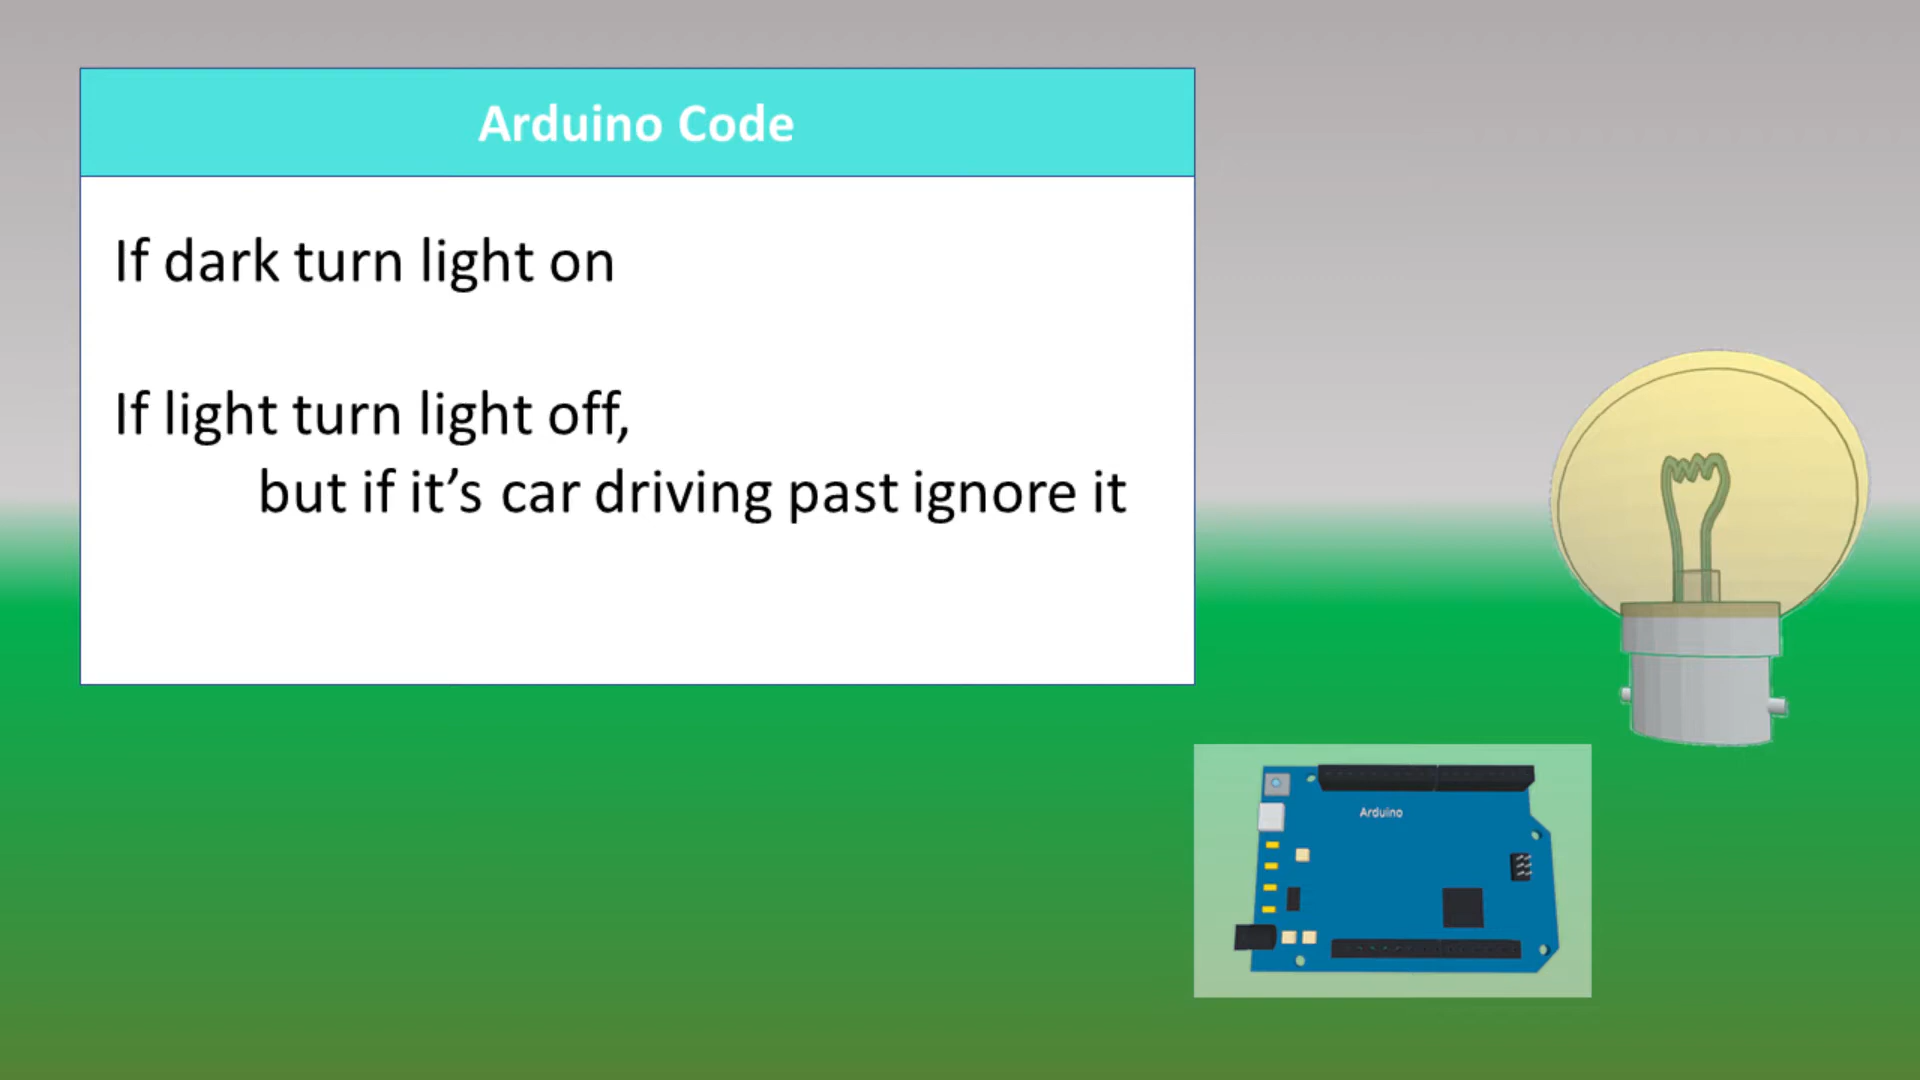 Arduino Code
If dark turn light on
If light turn light off,
but if it’s car driving past ignore it
Arduino